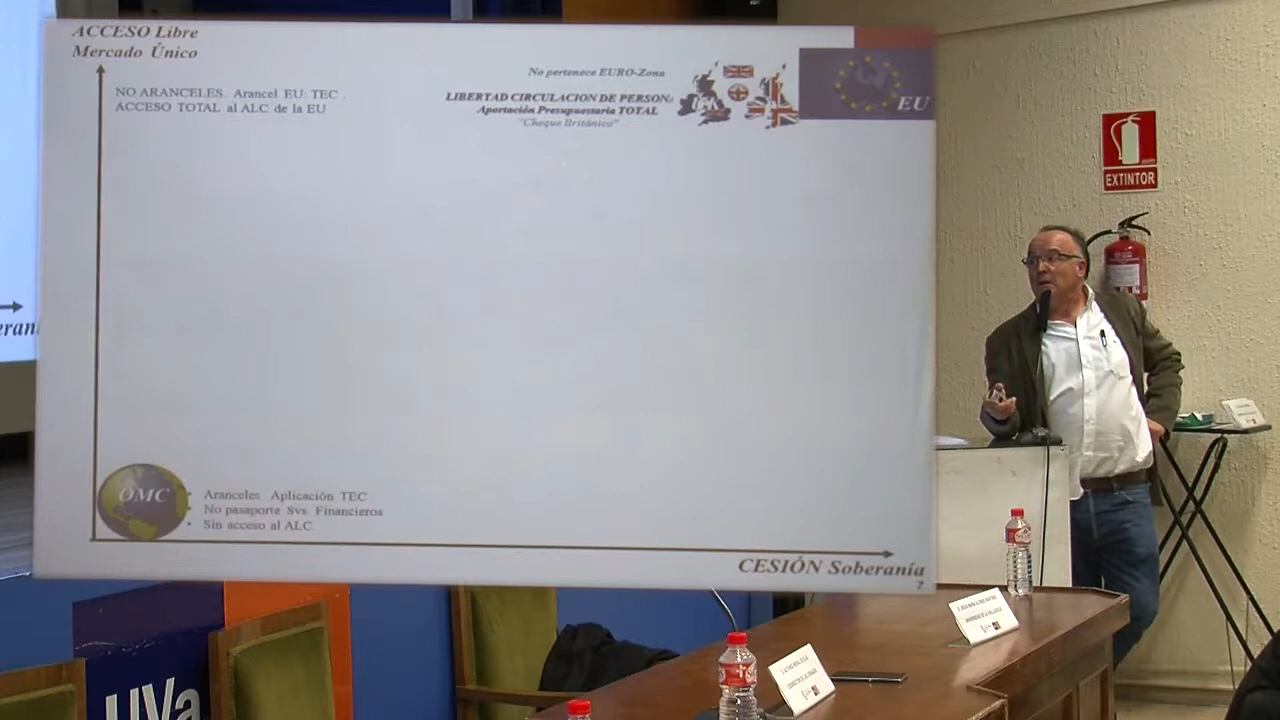 ACCESO Libre
Mercado Único
NO ARANCELES. Arancel EU: TEC .
ACCESO TOTAL al ALC de la EU
No pertenece EURO-Zona
LIBERTAD CIRCULACION DE PERSON
Aportación Presupuestaria TOTAL
"Cheque Británico"
UK
EU
OMC
Aranceles. Aplicación TEC
No pasaporte Svs. Financieros
Sin acceso al ALC
CESIÓN Soberanía
7
eran
EXTINTOR
UVa